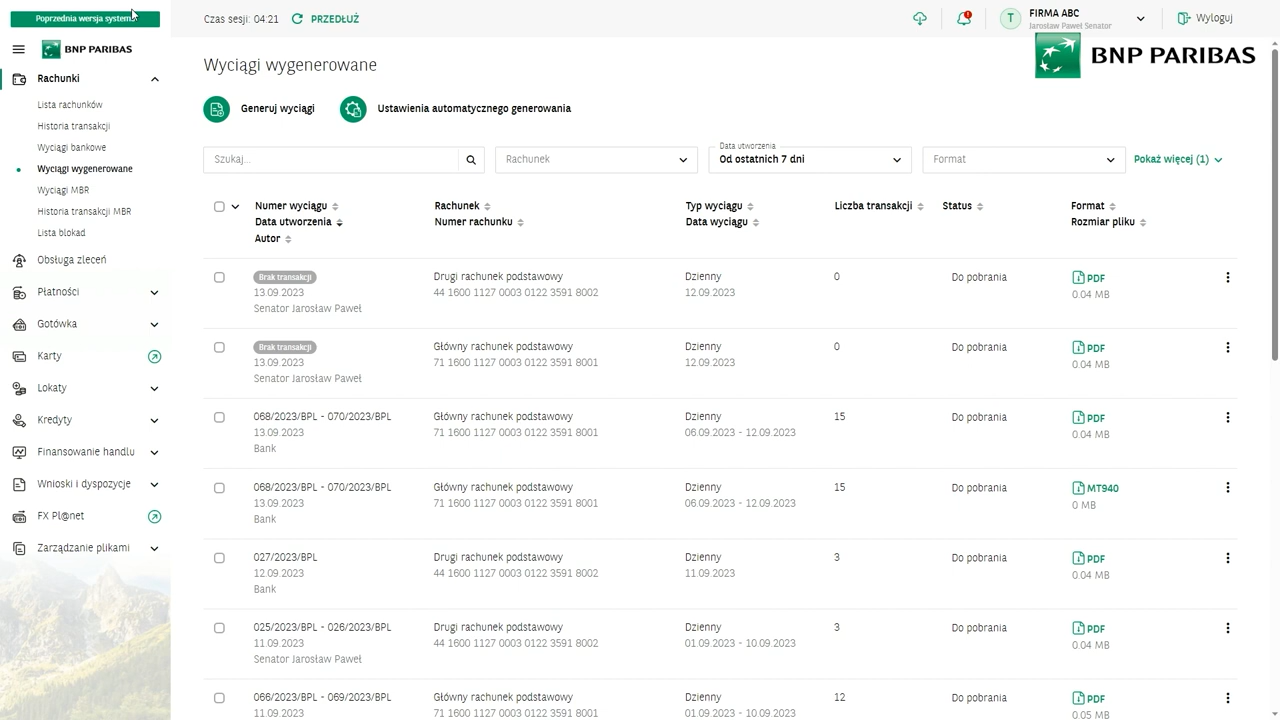 Poprzednia wersja systemu
Czas sesji: 04:21 PRZEDŁUŻ
T FIRMA ABC
Jarosław Paweł Senator
Wyloguj
BNP PARIBAS
BNP PARIBAS
Rachunki
Lista rachunków
Historia transakcji
Wyciągi bankowe
Wyciągi wygenerowane
Wyciągi MBR
Historia transakcji MBR
Lista blokad
Obsługa zleceń
Płatności
Gotówka
Karty
Lokaty
Kredyty
Finansowanie handlu
Wnioski i dyspozycje
FX Pl@net
Zarządzanie plikami
Wyciągi wygenerowane
Generuj wyciągi
Ustawienia automatycznego generowania
Szukaj...
Rachunek
Data utworzenia
Od ostatnich 7 dni
Format
Pokaż więcej (1)
Numer wyciągu
Data utworzenia
Autor
Rachunek
Numer rachunku
Typ wyciągu
Data wyciągu
Liczba transakcji
Status
Format
Rozmiar pliku
Brak transakcji Drugi rachunek podstawowy Dzienny 0 Do pobrania PDF
13.09.2023 44 1600 1127 0003 0122 3591 8002 12.09.2023 0.04 MB
Senator Jarosław Paweł
Brak transakcji Główny rachunek podstawowy Dzienny 0 Do pobrania PDF
13.09.2023 71 1600 1127 0003 0122 3591 8001 12.09.2023 0.04 MB
Senator Jarosław Paweł
068/2023/BPL - 070/2023/BPL Główny rachunek podstawowy Dzienny 15 Do pobrania PDF
13.09.2023 71 1600 1127 0003 0122 3591 8001 06.09.2023 - 12.09.2023 0.04 MB
Bank
068/2023/BPL - 070/2023/BPL Główny rachunek podstawowy Dzienny 15 Do pobrania MT940
13.09.2023 71 1600 1127 0003 0122 3591 8001 06.09.2023 - 12.09.2023 0 MB
Bank
027/2023/BPL Drugi rachunek podstawowy Dzienny 3 Do pobrania PDF
12.09.2023 44 1600 1127 0003 0122 3591 8002 11.09.2023 0.04 MB
Bank
025/2023/BPL - 026/2023/BPL Drugi rachunek podstawowy Dzienny 3 Do pobrania PDF
11.09.2023 44 1600 1127 0003 0122 3591 8002 01.09.2023 - 10.09.2023 0.04 MB
Senator Jarosław Paweł
066/2023/BPL - 069/2023/BPL Główny rachunek podstawowy Dzienny 12 Do pobrania PDF
11.09.2023 71 1600 1127 0003 0122 3591 8001 01.09.2023 - 10.09.2023 0.05 MB